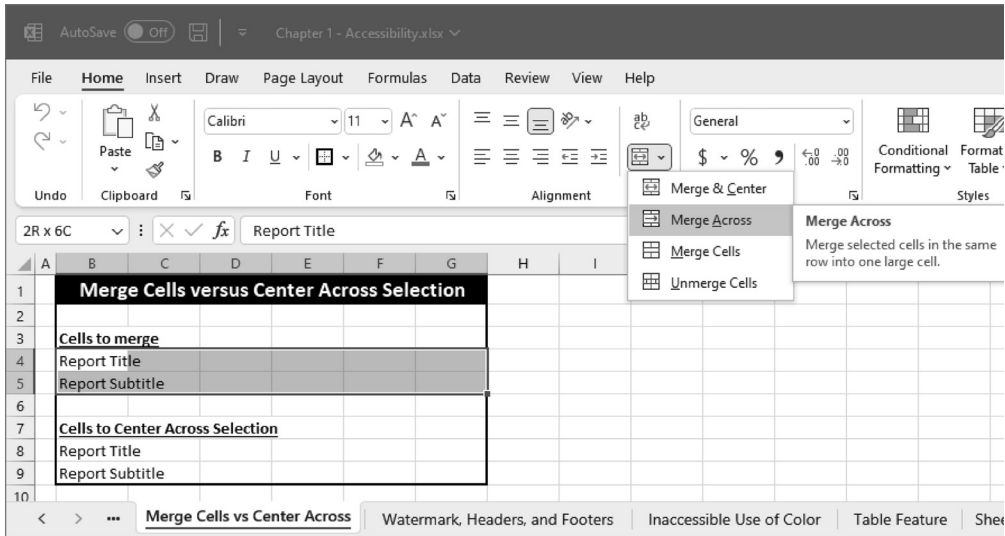 AutoSave Off Chapter 1 - Accessibility.xlsx
File Home Insert Draw Page Layout Formulas Data Review View Help
Paste
Calibri 11 A A
B I U A
ab
General
$ % 9 .00
Conditional Formatting
Format Table
Undo Clipboard Font Alignment Styles
Merge & Center
Merge Across
Merge Cells
Unmerge Cells
Merge Across
Merge selected cells in the same
row into one large cell.
2R x 6C fx Report Title
A B C D E F G H I
1 Merge Cells versus Center Across Selection
2
3 Cells to merge
4 Report Title
5 Report Subtitle
6
7 Cells to Center Across Selection
8 Report Title
9 Report Subtitle
10
Merge Cells vs Center Across Watermark, Headers, and Footers Inaccessible Use of Color Table Feature Shee